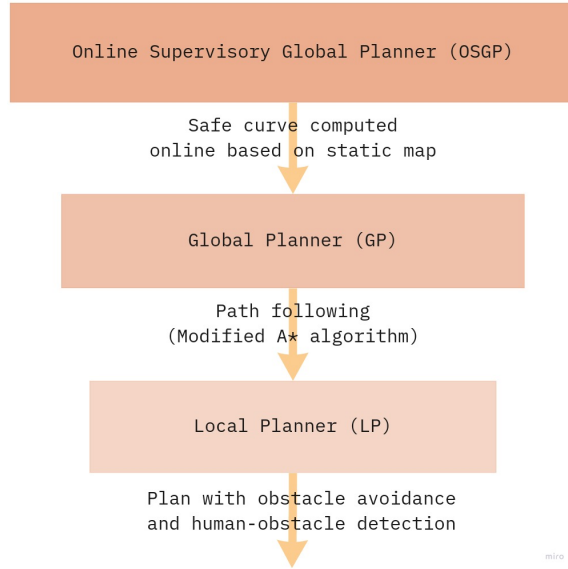 Online Supervisory Global Planner (OSGP)
Safe curve computed
online based on static map
Global Planner (GP)
Path following
(Modified A* algorithm)
Local Planner (LP)
Plan with obstacle avoidance
and human-obstacle detection
miro